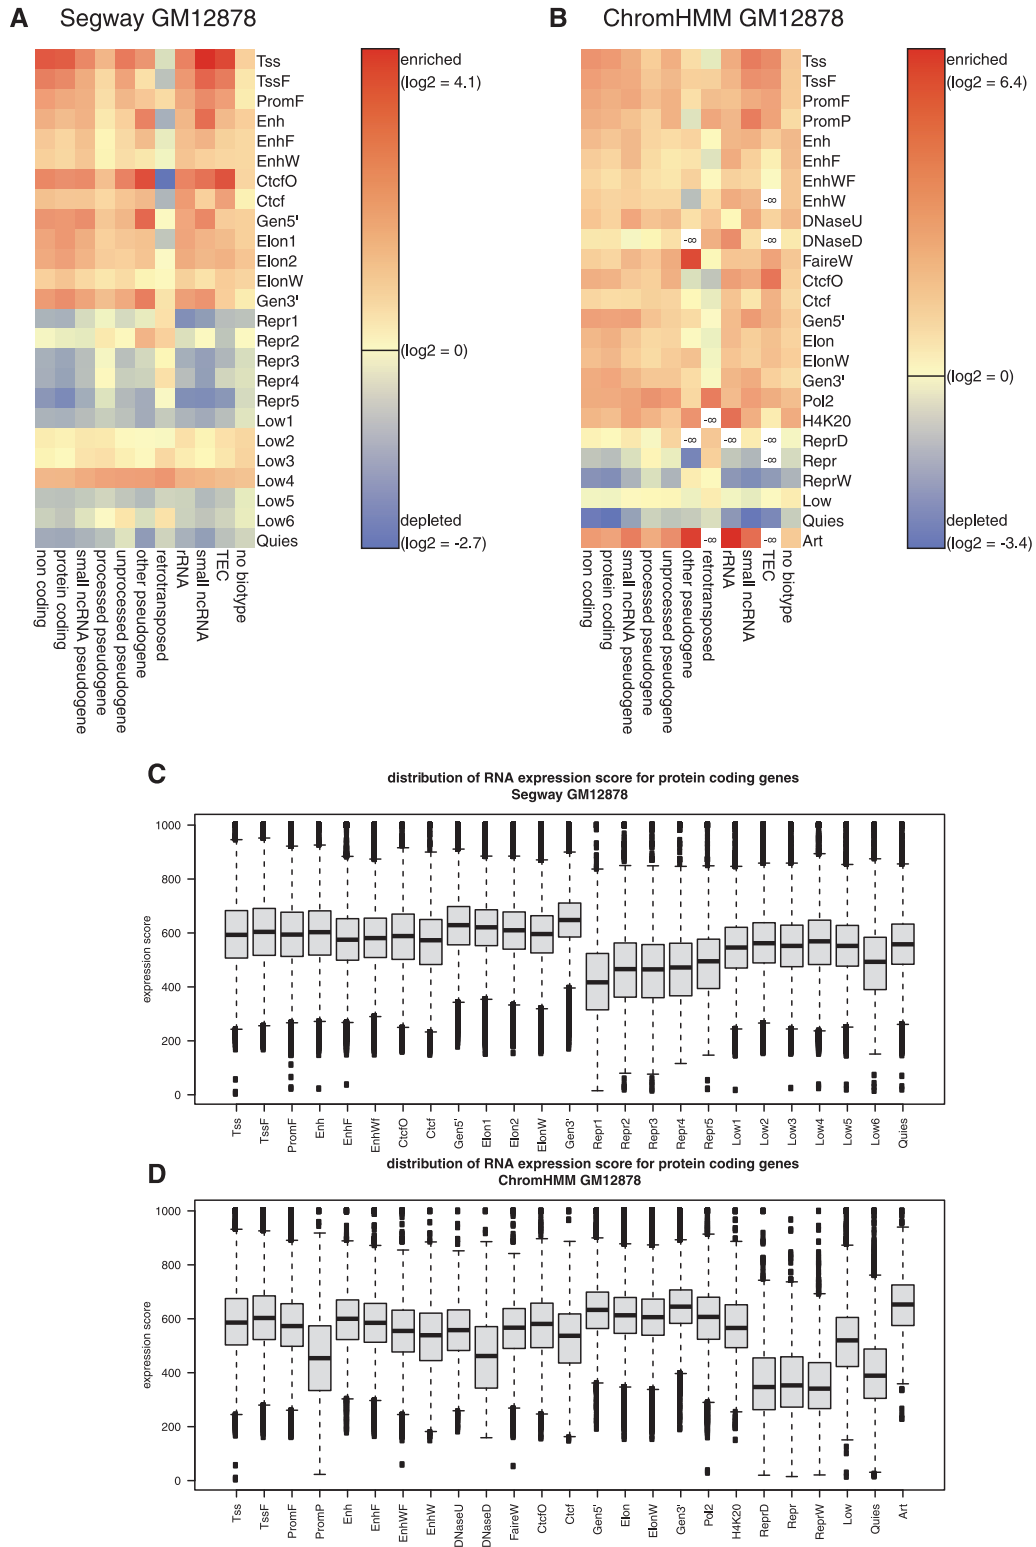 A Segway GM12878
Tss
TssF
PromF
Enh
EnhF
EnhW
CtcfO
Ctcf
Gen5'
Elon1
Elon2
ElonW
Gen3'
Repr1
Repr2
Repr3
Repr4
Repr5
Low1
Low2
Low3
Low4
Low5
Low6
Quies
non coding
protein coding
small ncRNA pseudogene
processed pseudogene
unprocessed pseudogene
other pseudogene
retrotransposed
rRNA
small ncRNA
TEC
no biotype
enriched
(log2 = 4.1)
(log2 = 0)
depleted
(log2 = -2.7)
B ChromHMM GM12878
Tss
TssF
PromF
PromP
Enh
EnhF
EnhWF
-∞ EnhW
DNaseU
-∞ -∞ DNaseD
FaireW
CtcfO
Ctcf
Gen5'
Elon
ElonW
Gen3'
Pol2
-∞ H4K20
-∞ -∞ -∞ ReprD
-∞ Repr
ReprW
Low
Quies
-∞ -∞ Art
non coding
protein coding
small ncRNA pseudogene
processed pseudogene
unprocessed pseudogene
other pseudogene
retrotransposed
rRNA
small ncRNA
TEC
no biotype
enriched
(log2 = 6.4)
(log2 = 0)
depleted
(log2 = -3.4)
C
distribution of RNA expression score for protein coding genes
Segway GM12878
expression score
1000
800
600
400
200
0
Tss TssF PromF Enh EnhF EnhWf CtcfO Ctcf Gen5' Elon1 Elon2 ElonW Gen3' Repr1 Repr2 Repr3 Repr4 Repr5 Low1 Low2 Low3 Low4 Low5 Low6 Quies
D
distribution of RNA expression score for protein coding genes
ChromHMM GM12878
expression score
1000
800
600
400
200
0
Tss TssF PromF PromP Enh EnhF EnhWF EnhW DNaseU DNaseD FaireW CtcfO Ctcf Gen5' Elon ElonW Gen3' Pol2 H4K20 ReprD Repr ReprW Low Quies Art